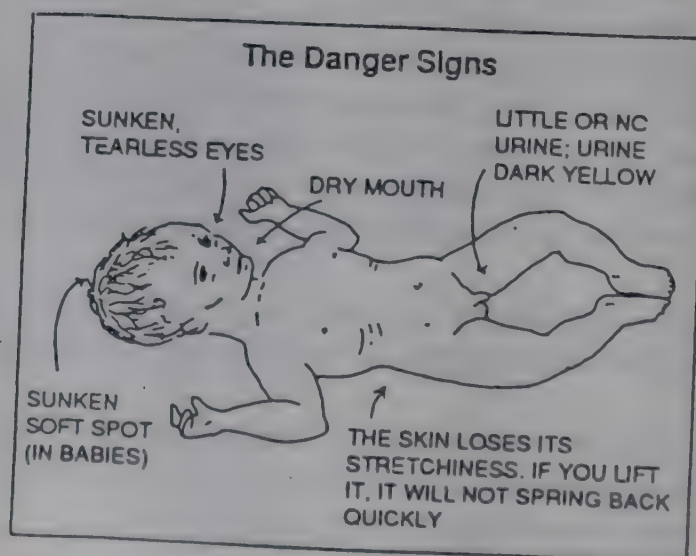 The Danger Signs
SUNKEN,
TEARLESS EYES
DRY MOUTH
LITTLE OR NC
URINE; URINE
DARK YELLOW
SUNKEN
SOFT SPOT
(IN BABIES)
THE SKIN LOSES ITS
STRETCHINESS. IF YOU LIFT
IT, IT WILL NOT SPRING BACK
QUICKLY